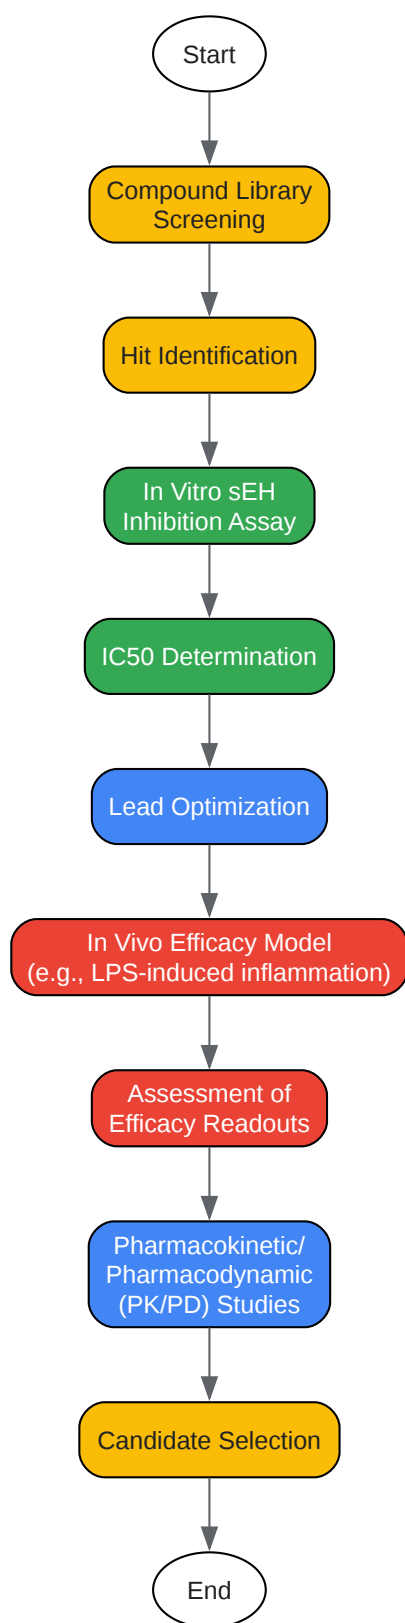 Start
Compound Library
Screening
Hit Identification
In Vitro sEH
Inhibition Assay
IC50 Determination
Lead Optimization
In Vivo Efficacy Model
(e.g., LPS-induced inflammation)
Assessment of
Efficacy Readouts
Pharmacokinetic/
Pharmacodynamic
(PK/PD) Studies
Candidate Selection
End